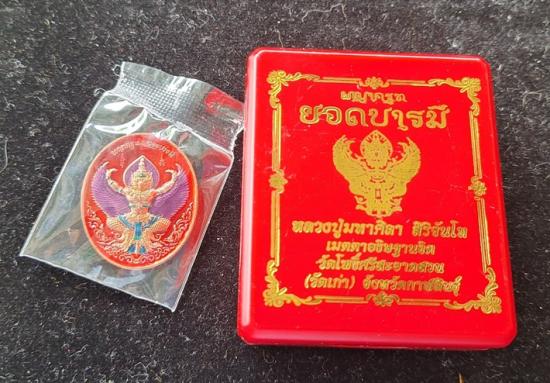 พญาครุฑ
ยอดบารมี
หลวงปู่มหาศิลา สิริจันโท
เมตตาอธิษฐานจิต
วัดโพธิ์ศรีสะอาดสวน
(วัดเก่า) จังหวัดกาฬสินธุ์